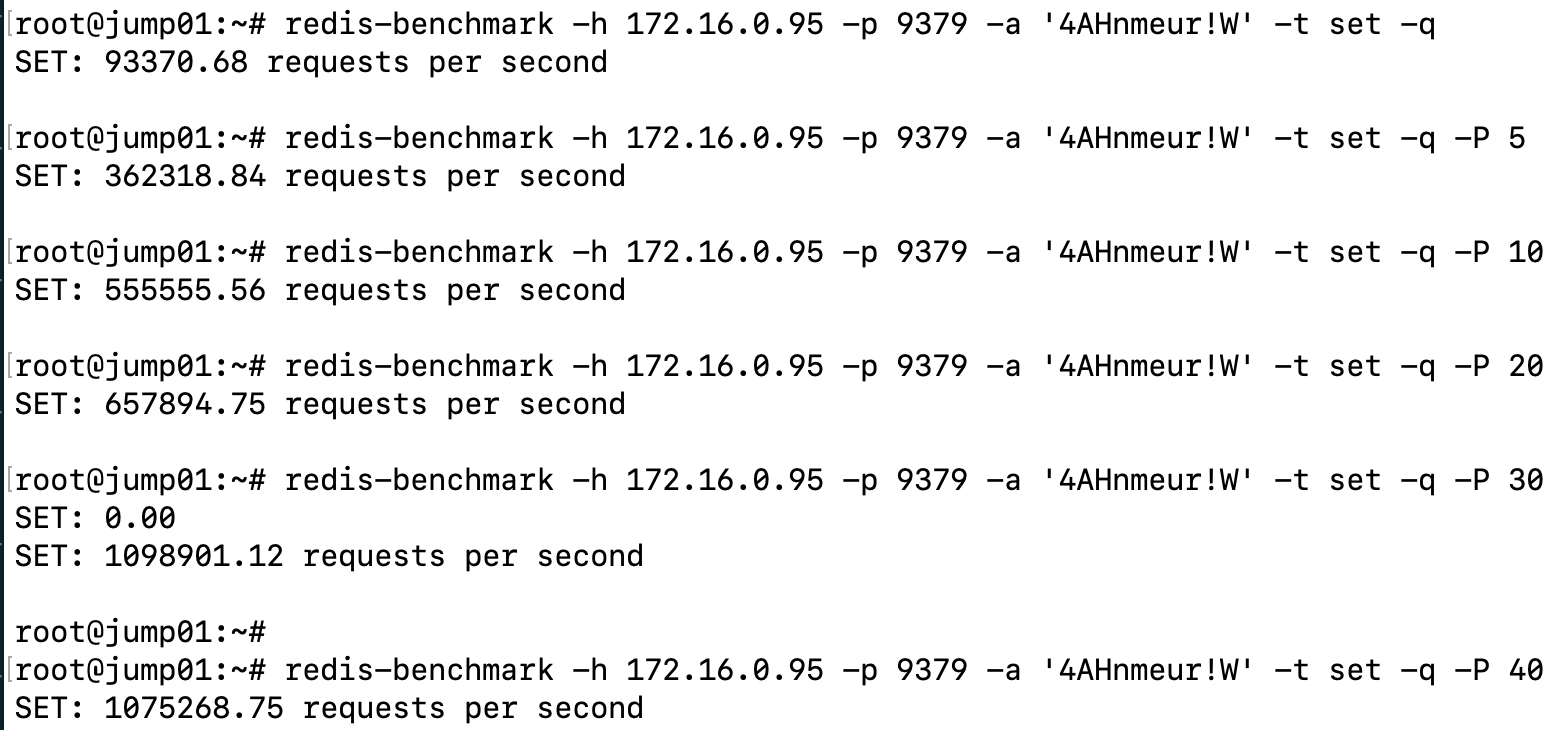 [root@jump01:~# redis-benchmark -h 172.16.0.95 -p 9379 -a '4AHnmeur!W' -t set -q
SET: 93370.68 requests per second
[root@jump01:~# redis-benchmark -h 172.16.0.95 -p 9379 -a '4AHnmeur!W' -t set -q -P 5
SET: 362318.84 requests per second
[root@jump01:~# redis-benchmark -h 172.16.0.95 -p 9379 -a '4AHnmeur!W' -t set -q -P 10
SET: 555555.56 requests per second
[root@jump01:~# redis-benchmark -h 172.16.0.95 -p 9379 -a '4AHnmeur!W' -t set -q -P 20
SET: 657894.75 requests per second
[root@jump01:~# redis-benchmark -h 172.16.0.95 -p 9379 -a '4AHnmeur!W' -t set -q -P 30
SET: 0.00
SET: 1098901.12 requests per second
root@jump01:~#
[root@jump01:~# redis-benchmark -h 172.16.0.95 -p 9379 -a '4AHnmeur!W' -t set -q -P 40
SET: 1075268.75 requests per second